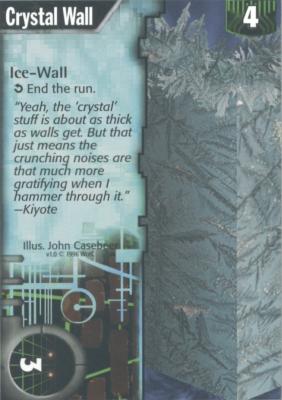 Crystal Wall
4
Ice-Wall
End the run.
"Yeah, the 'crystal'
stuff is about as thick
as walls get. But that
just means the
crunching noises are
that much more
gratifying when I
hammer through it."
—Kiyote
Illus. John Casebeer
v1.0 © 1996 WotC
3